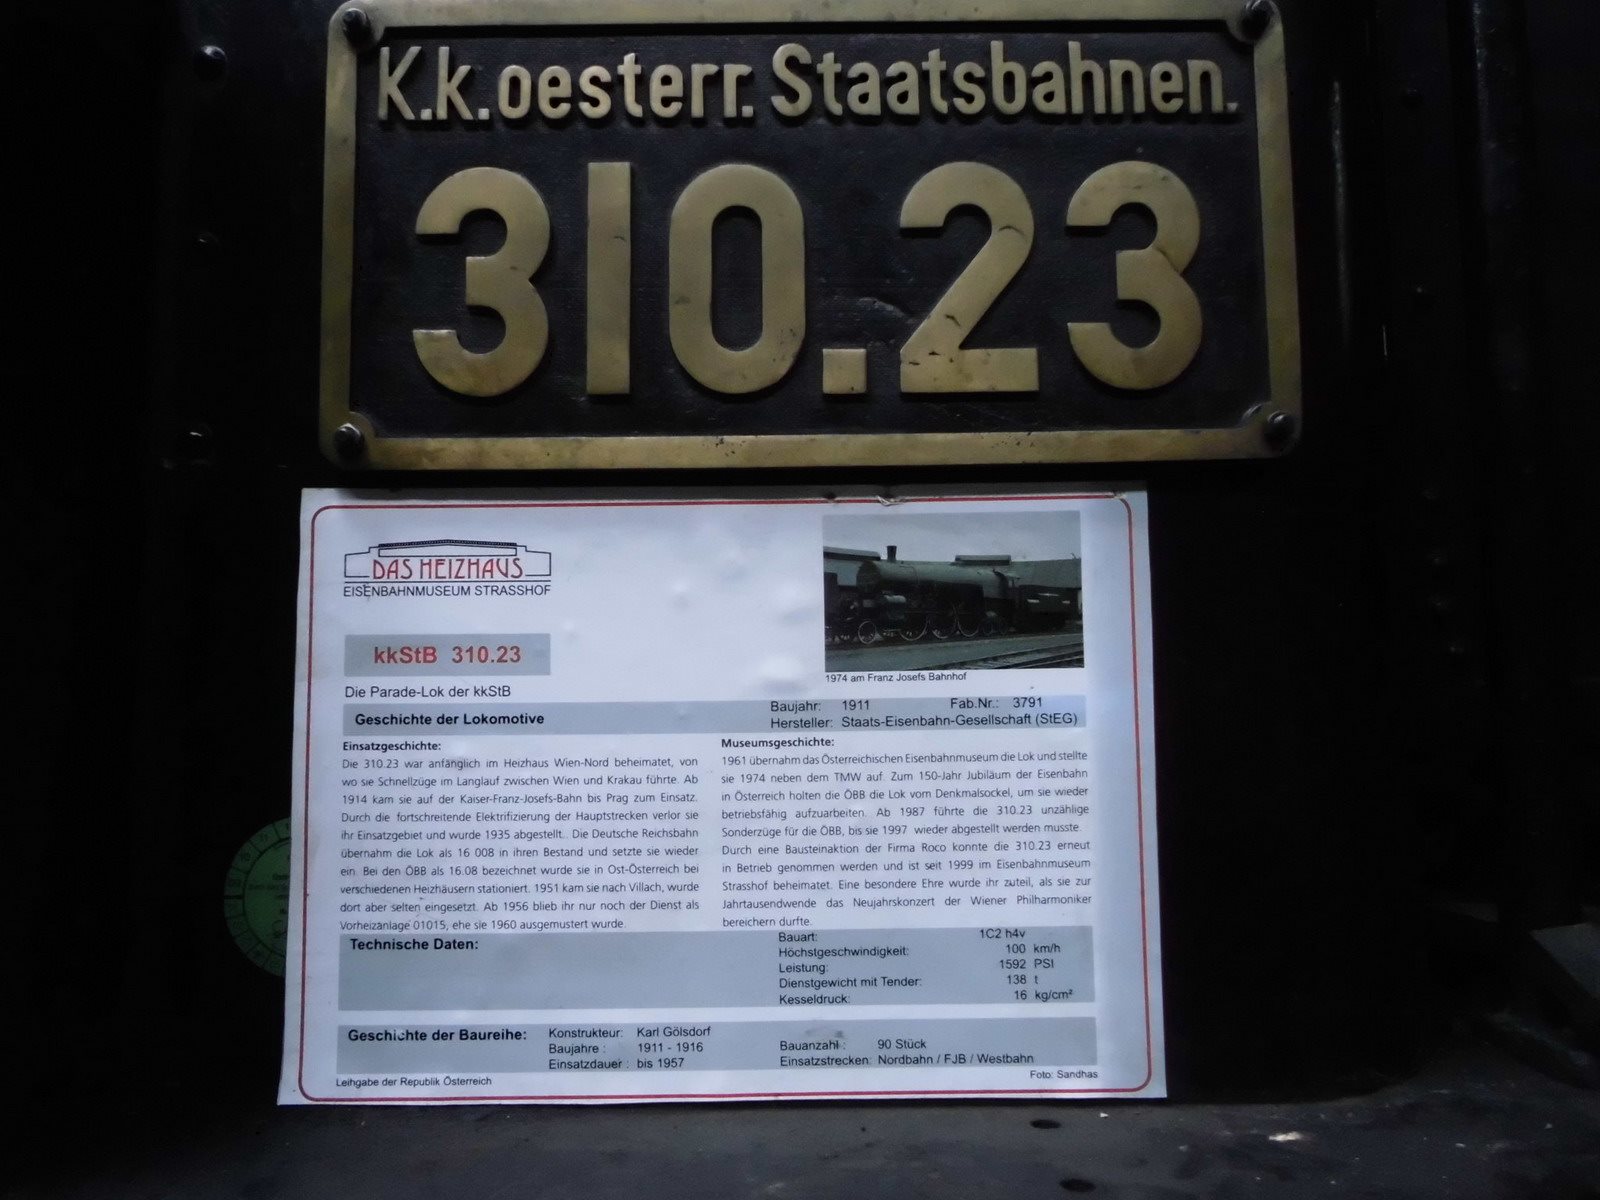 K.k.oesterr. Staatsbahnen.
310.23
DAS HEIZHAUS
EISENBAHNMUSEUM STRASSHOF
kkStB 310.23
Die Parade-Lok der kkStB
1974 am Franz Josefs Bahnhof
Geschichte der Lokomotive
Baujahr: 1911 Fab.Nr.: 3791
Hersteller: Staats-Eisenbahn-Gesellschaft (StEG)
Einsatzgeschichte:
Die 310.23 war anfänglich im Heizhaus Wien-Nord beheimatet, von
wo sie Schnellzüge im Langlauf zwischen Wien und Krakau führte. Ab
1914 kam sie auf der Kaiser-Franz-Josefs-Bahn bis Prag zum Einsatz.
Durch die fortschreitende Elektrifizierung der Hauptstrecken verlor sie
ihr Einsatzgebiet und wurde 1935 abgestellt. Die Deutsche Reichsbahn
übernahm die Lok als 16 008 in ihren Bestand und setzte sie wieder
ein. Bei den ÖBB als 16.08 bezeichnet wurde sie in Ost-Österreich bei
verschiedenen Heizhäusern stationiert. 1951 kam sie nach Villach, wurde
dort aber selten eingesetzt. Ab 1956 blieb ihr nur noch der Dienst als
Vorheizanlage 01015, ehe sie 1960 ausgemustert wurde.
Museumsgeschichte:
1961 übernahm das Österreichischen Eisenbahnmuseum die Lok und stellte
sie 1974 neben dem TMW auf. Zum 150-Jahr Jubiläum der Eisenbahn
in Österreich holten die ÖBB die Lok vom Denkmalsockel, um sie wieder
betriebsfähig aufzuarbeiten. Ab 1987 führte die 310.23 unzählige
Sonderzüge für die ÖBB, bis sie 1997 wieder abgestellt werden musste.
Durch eine Bausteinaktion der Firma Roco konnte die 310.23 erneut
in Betrieb genommen werden und ist seit 1999 im Eisenbahnmuseum
Strasshof beheimatet. Eine besondere Ehre wurde ihr zuteil, als sie zur
Jahrtausendwende das Neujahrskonzert der Wiener Philharmoniker
bereichern durfte.
Technische Daten:
Bauart: 1C2 h4v
Höchstgeschwindigkeit: 100 km/h
Leistung: 1592 PSI
Dienstgewicht mit Tender: 138 t
Kesseldruck: 16 kg/cm²
Geschichte der Baureihe:
Konstrukteur: Karl Gölsdorf
Baujahre : 1911 - 1916
Einsatzdauer : bis 1957
Bauanzahl : 90 Stück
Einsatzstrecken: Nordbahn / FJB / Westbahn
Leihgabe der Republik Österreich
Foto: Sandhas